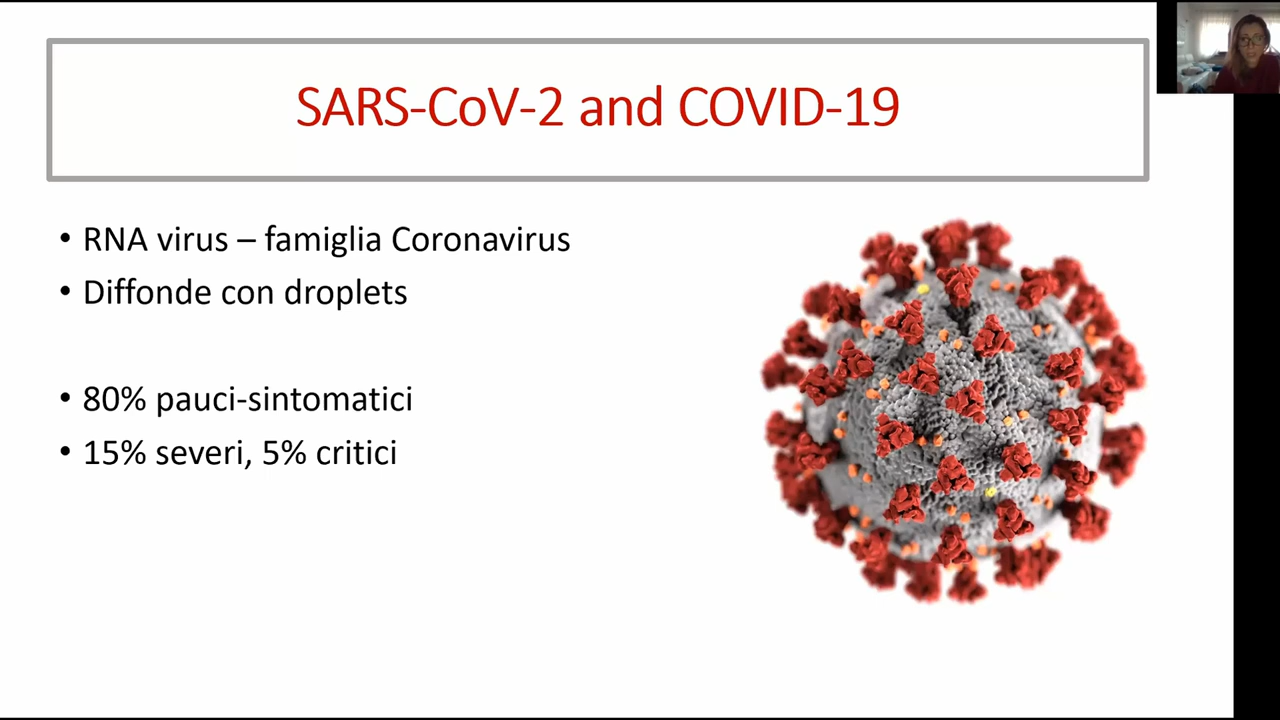 SARS-CoV-2 and COVID-19
• RNA virus – famiglia Coronavirus
• Diffonde con droplets
• 80% pauci-sintomatici
• 15% severi, 5% critici